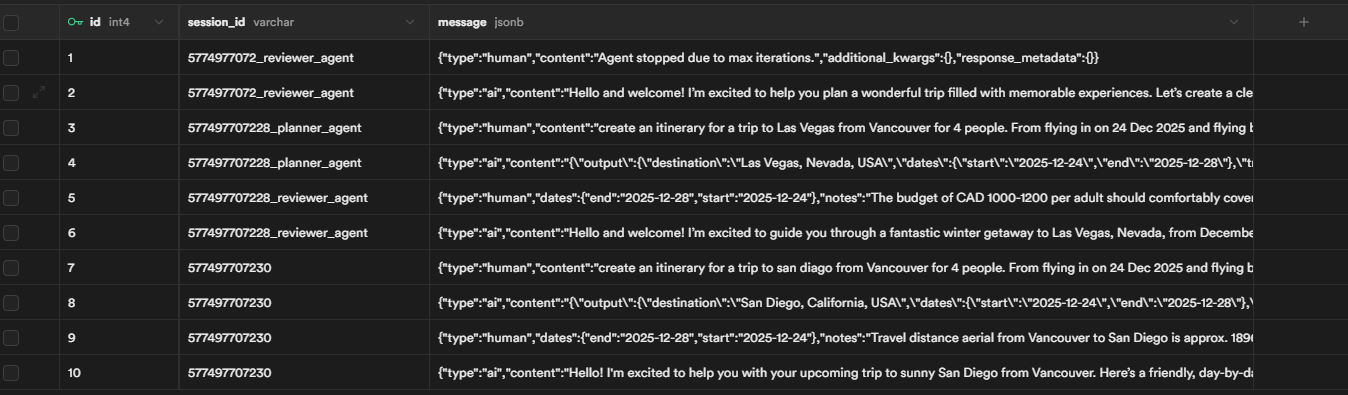 id int4 session_id varchar message jsonb
1 5774977072_reviewer_agent {"type":"human","content":"Agent stopped due to max iterations.","additional_kwargs":{},"response_metadata":{}}
2 5774977072_reviewer_agent {"type":"ai","content":"Hello and welcome! I'm excited to help you plan a wonderful trip filled with memorable experiences. Let's create a cle
3 577497707228_planner_agent {"type":"human","content":"create an itinerary for a trip to Las Vegas from Vancouver for 4 people. From flying in on 24 Dec 2025 and flying b
4 577497707228_planner_agent {"type":"ai","content":"{\"output\":{\"destination\":\"Las Vegas, Nevada, USA\",\"dates\":{\"start\":\"2025-12-24\",\"end\":\"2025-12-28\"},\"tr
5 577497707228_reviewer_agent {"type":"human","dates":{"end":"2025-12-28","start":"2025-12-24"},"notes":"The budget of CAD 1000-1200 per adult should comfortably cover
6 577497707228_reviewer_agent {"type":"ai","content":"Hello and welcome! I'm excited to guide you through a fantastic winter getaway to Las Vegas, Nevada, from Decembe
7 577497707230 {"type":"human","content":"create an itinerary for a trip to san diago from Vancouver for 4 people. From flying in on 24 Dec 2025 and flying b
8 577497707230 {"type":"ai","content":"{\"output\":{\"destination\":\"San Diego, California, USA\",\"dates\":{\"start\":\"2025-12-24\",\"end\":\"2025-12-28\"},\
9 577497707230 {"type":"human","dates":{"end":"2025-12-28","start":"2025-12-24"},"notes":"Travel distance aerial from Vancouver to San Diego is approx. 1896
10 577497707230 {"type":"ai","content":"Hello! I'm excited to help you with your upcoming trip to sunny San Diego from Vancouver. Here's a friendly, day-by-da